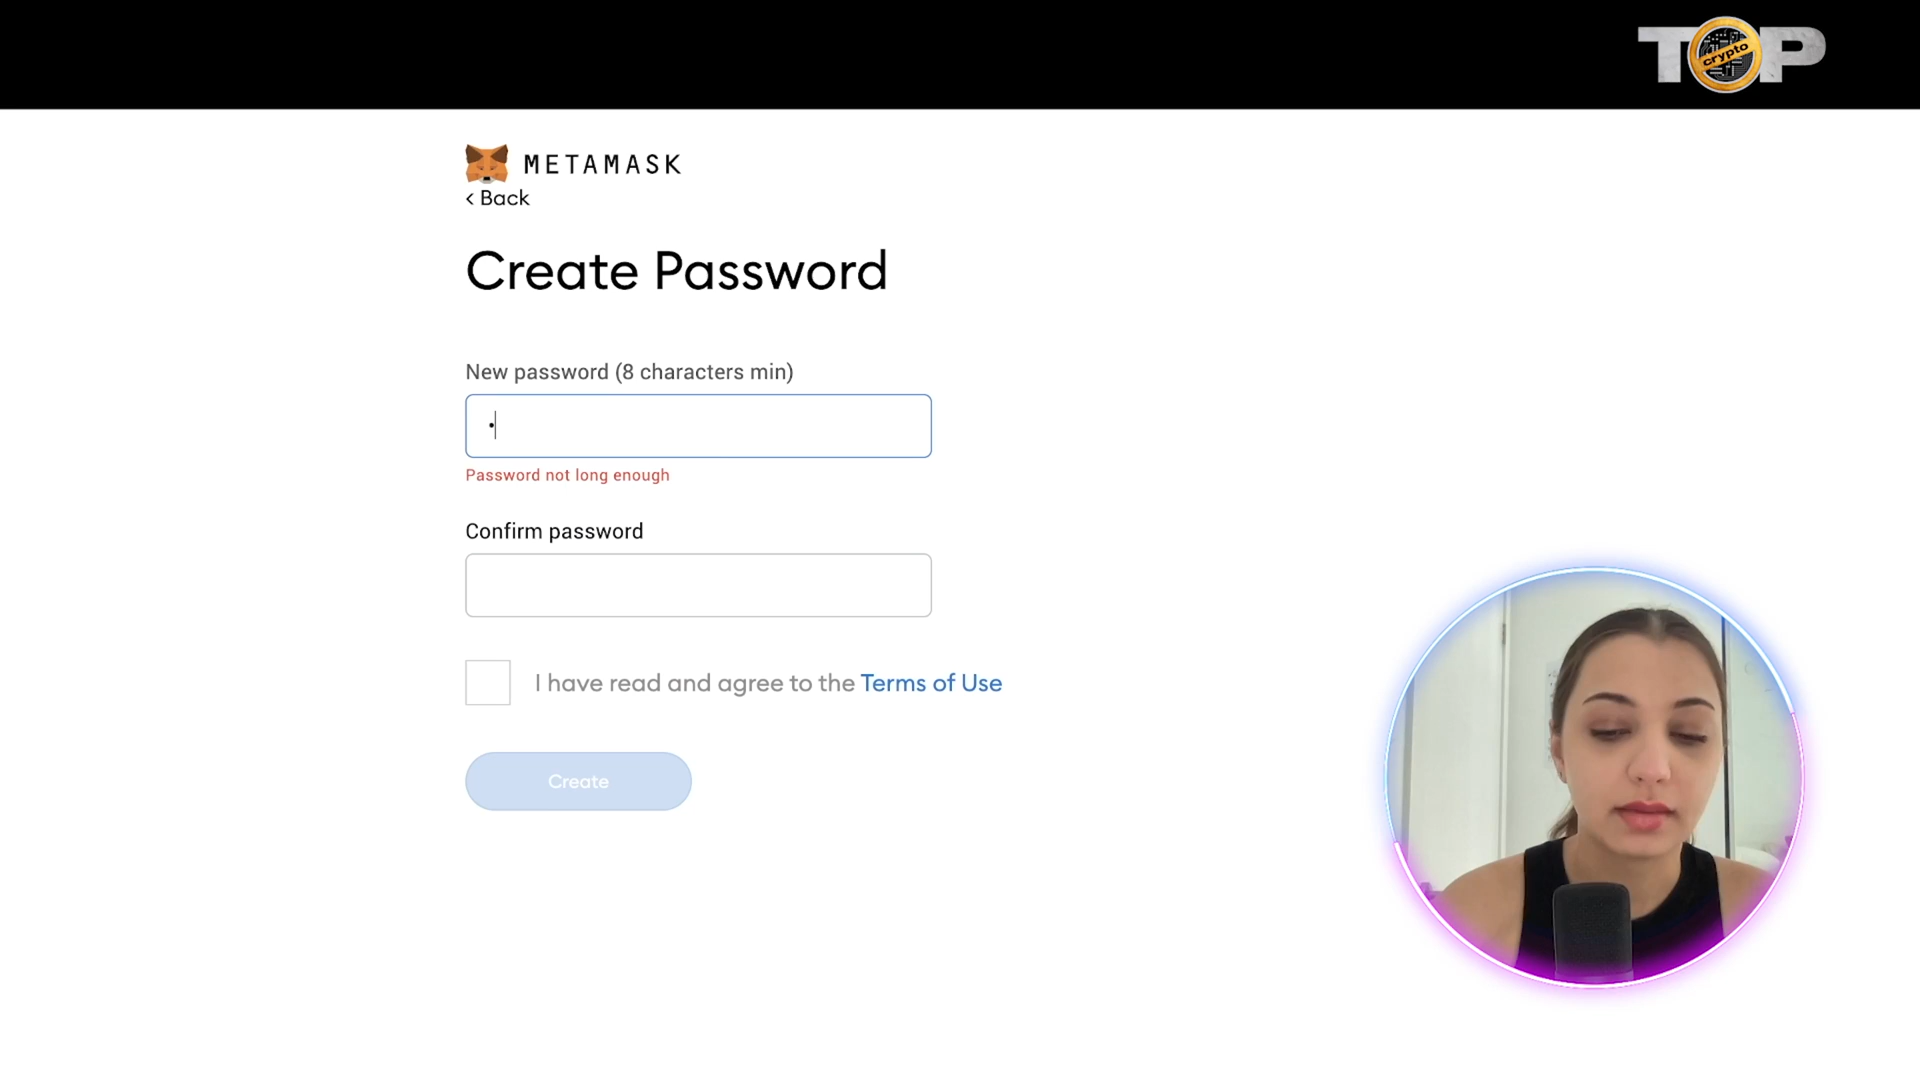 TOP
crypto
METAMASK
< Back
Create Password
New password (8 characters min)
Password not long enough
Confirm password
I have read and agree to the Terms of Use
Create